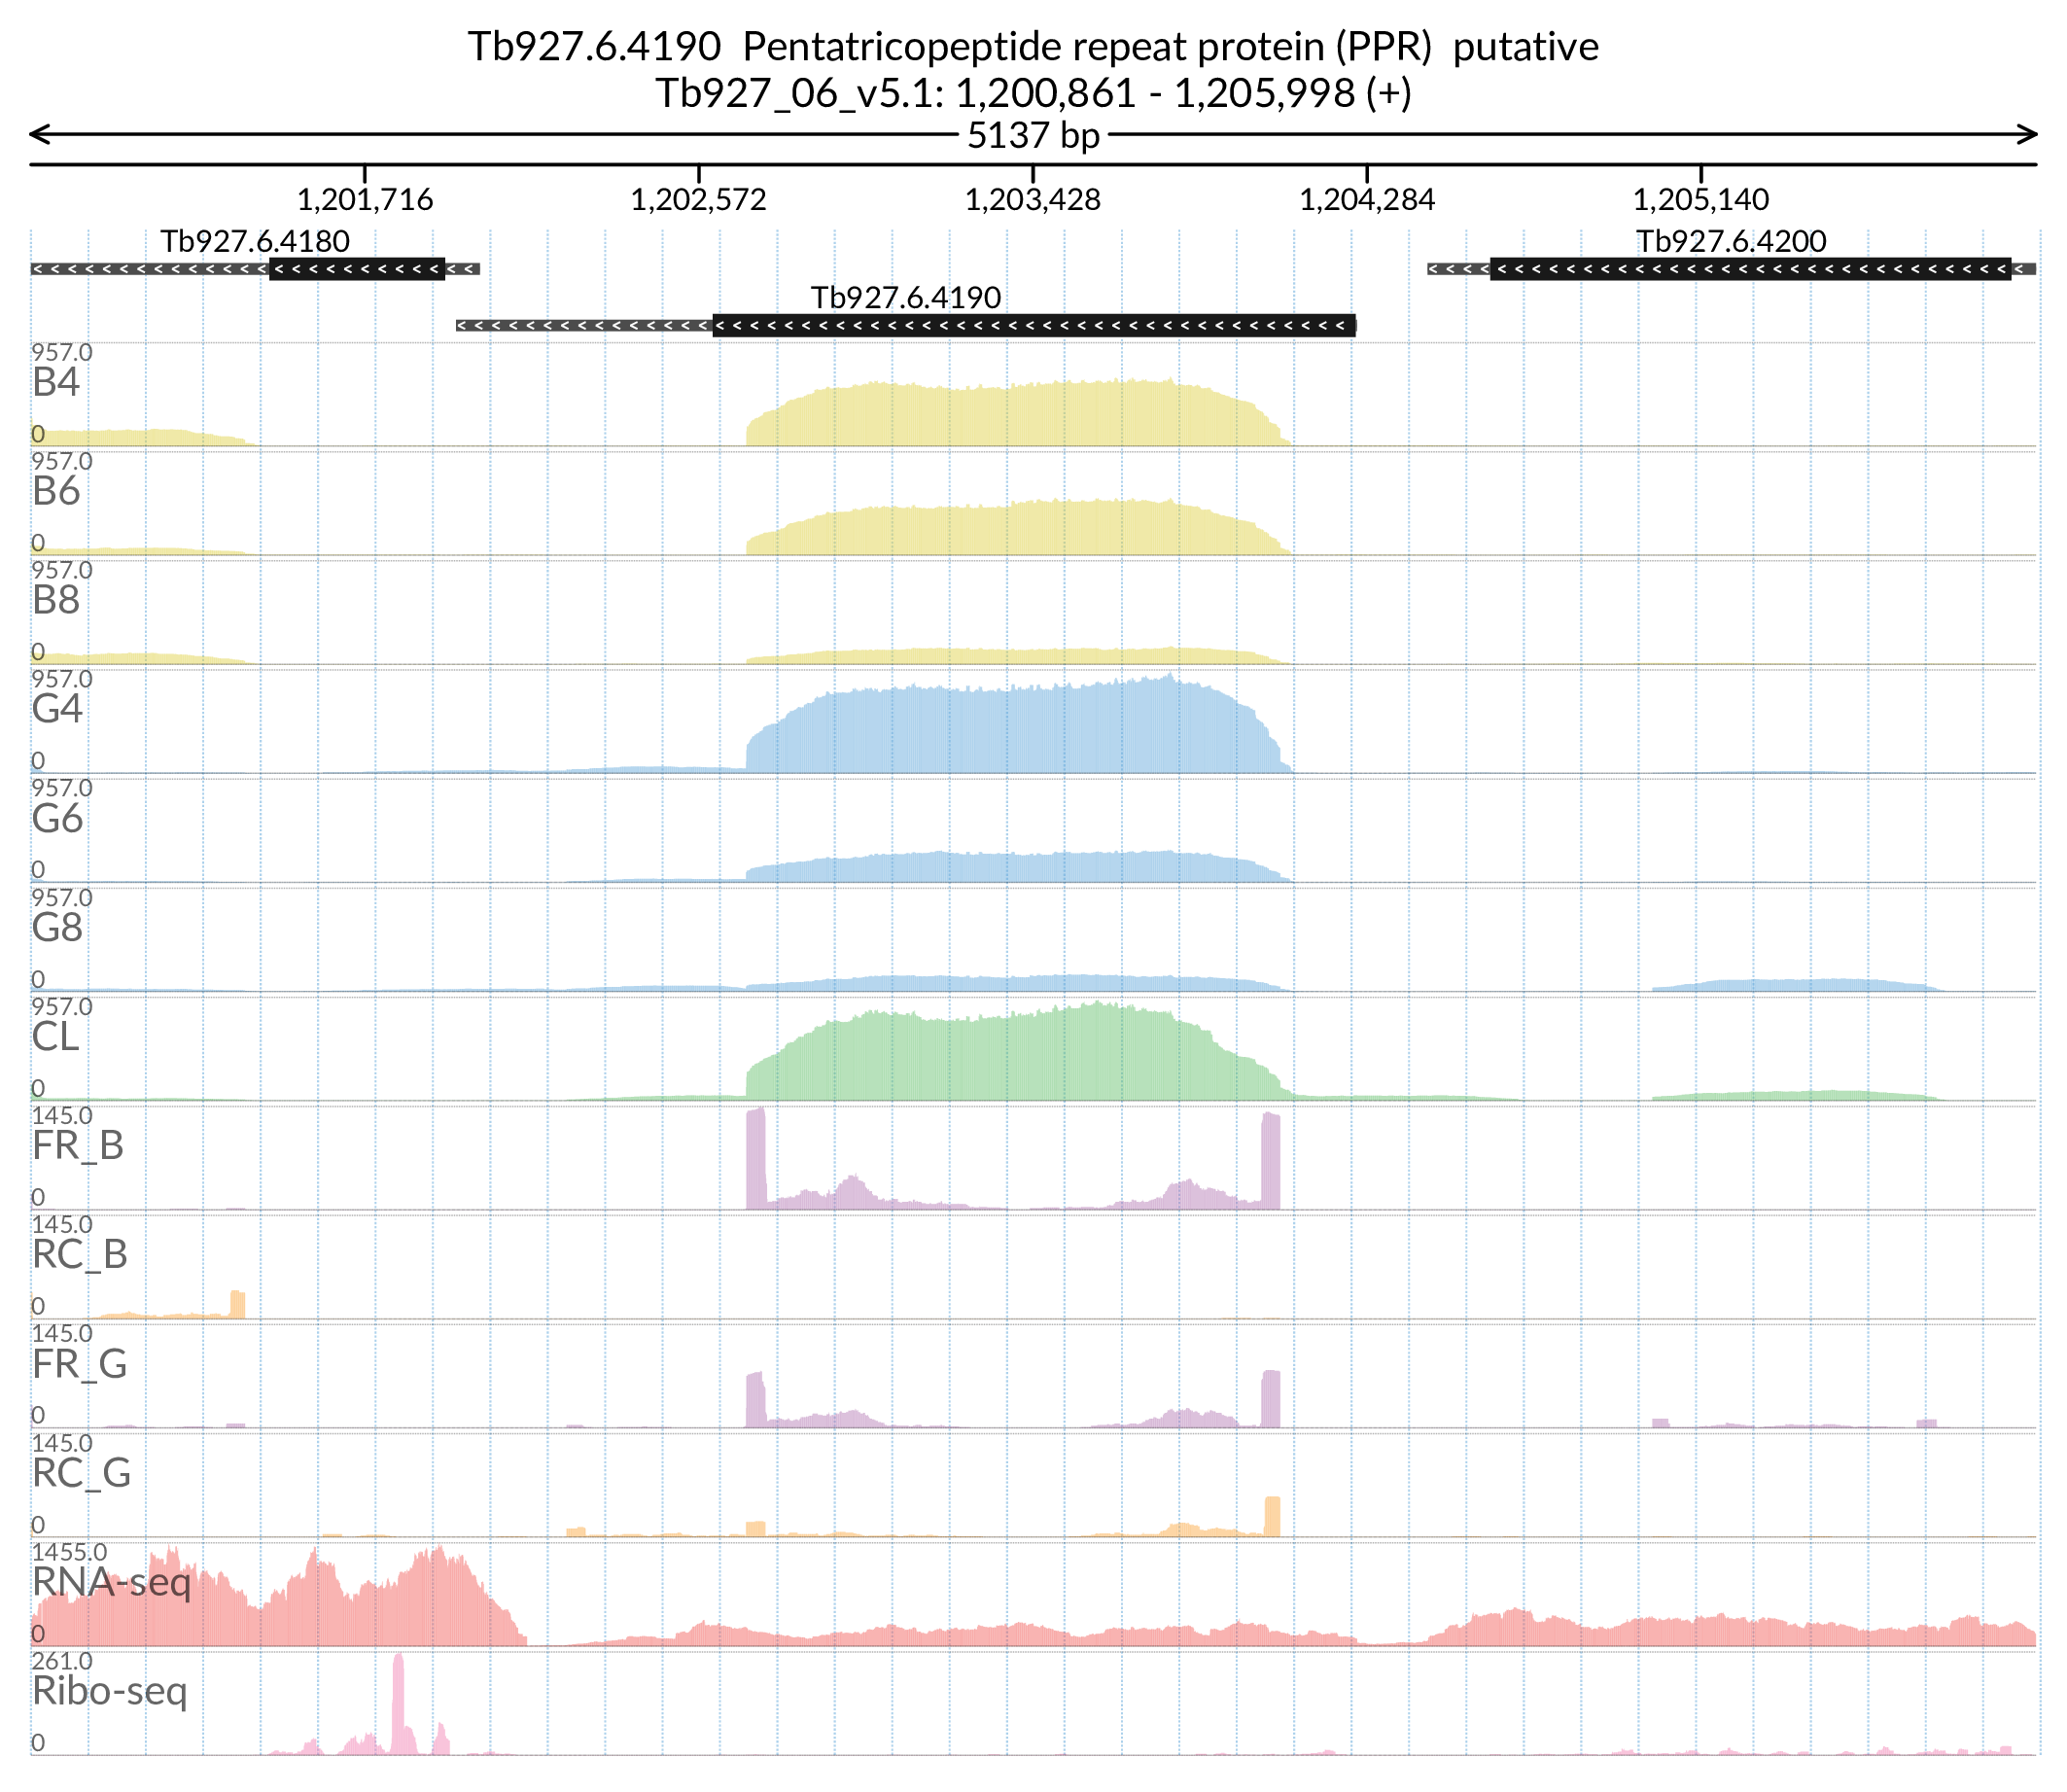 Tb927.6.4190  Pentatricopeptide repeat protein (PPR)  putative
Tb927_06_v5.1: 1,200,861 - 1,205,998 (+)
5137 bp
1,201,716 1,202,572 1,203,428 1,204,284 1,205,140
Tb927.6.4180 Tb927.6.4200
Tb927.6.4190
957.0
B4
0
957.0
B6
0
957.0
B8
0
957.0
G4
0
957.0
G6
0
957.0
G8
0
957.0
CL
0
145.0
FR_B
0
145.0
RC_B
0
145.0
FR_G
0
145.0
RC_G
0
1455.0
RNA-seq
0
261.0
Ribo-seq
0